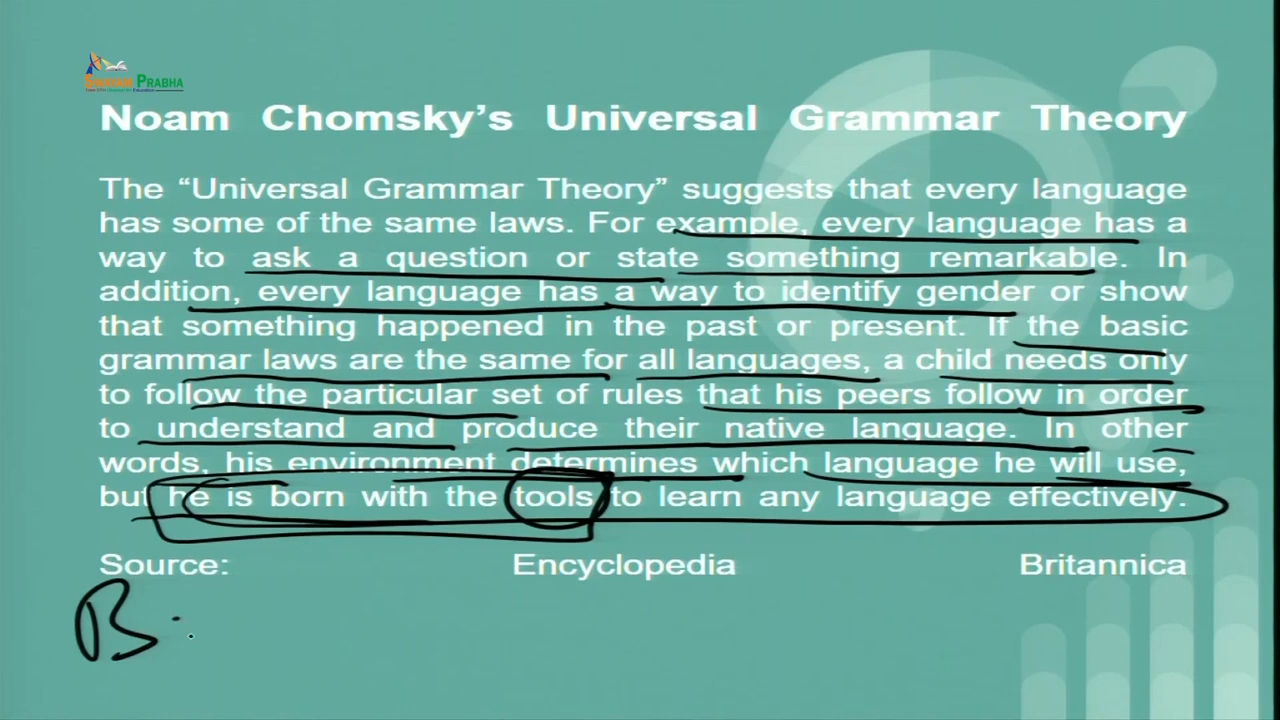 SWAYAM PRABHA
Noam Chomsky's Universal Grammar Theory
The “Universal Grammar Theory” suggests that every language
has some of the same laws. For example, every language has a
way to ask a question or state something remarkable. In
addition, every language has a way to identify gender or show
that something happened in the past or present. If the basic
grammar laws are the same for all languages, a child needs only
to follow the particular set of rules that his peers follow in order
to understand and produce their native language. In other
words, his environment determines which language he will use,
but he is born with the tools to learn any language effectively.
Source: Encyclopedia Britannica
B